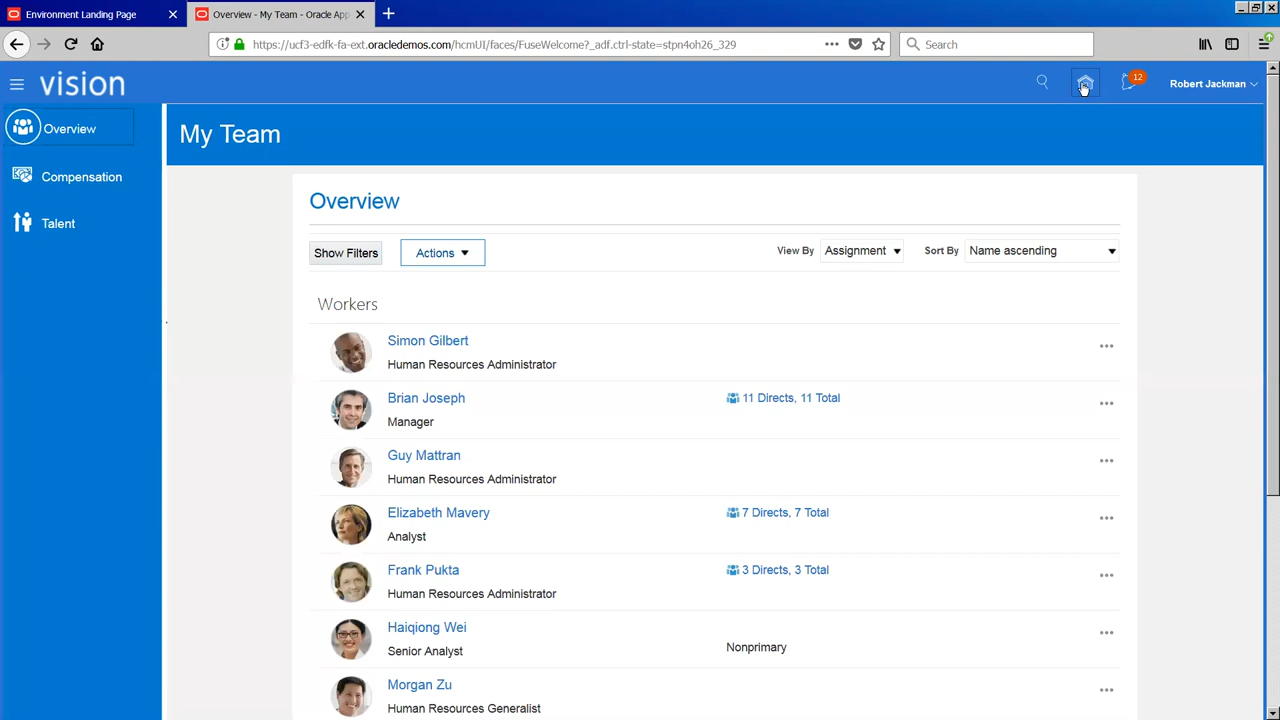 Environment Landing Page
Overview - My Team - Oracle App
https://ucf3-edfk-fa-ext.oracledemos.com/hcmUI/faces/FuseWelcome?_adf.ctrl-state=stpn4oh26_329
Search
vision
12
Robert Jackman
Overview
Compensation
Talent
My Team
Overview
Show Filters
Actions
View By
Assignment
Sort By
Name ascending
Workers
Simon Gilbert
Human Resources Administrator
Brian Joseph
11 Directs, 11 Total
Manager
Guy Mattran
Human Resources Administrator
Elizabeth Mavery
7 Directs, 7 Total
Analyst
Frank Pukta
3 Directs, 3 Total
Human Resources Administrator
Haiqiong Wei
Senior Analyst
Nonprimary
Morgan Zu
Human Resources Generalist